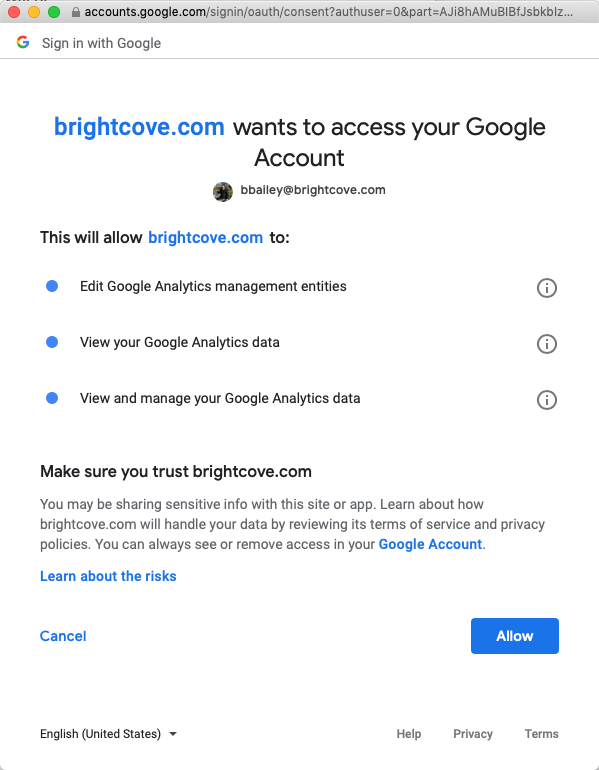 accounts.google.com/signin/oauth/consent?authuser=0&part=AJi8hAMuBIBfJsbkbIz...
Sign in with Google
brightcove.com wants to access your Google
Account
bbailey@brightcove.com
This will allow brightcove.com to:
Edit Google Analytics management entities
View your Google Analytics data
View and manage your Google Analytics data
Make sure you trust brightcove.com
You may be sharing sensitive info with this site or app. Learn about how
brightcove.com will handle your data by reviewing its terms of service and privacy
policies. You can always see or remove access in your Google Account.
Learn about the risks
Cancel
Allow
English (United States)
Help
Privacy
Terms